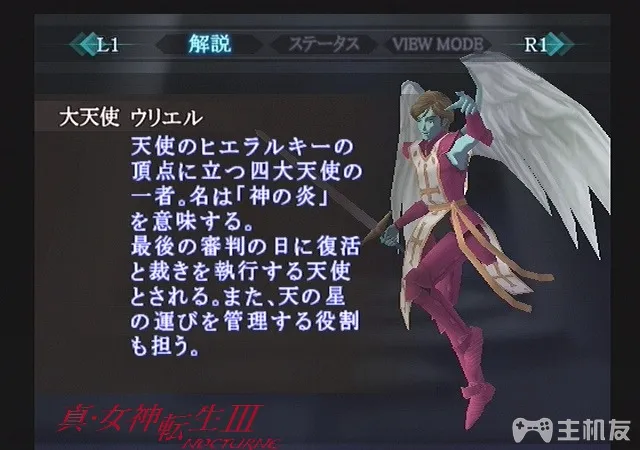 L1 解説 ステータス VIEW MODE R1
大天使 ウリエル
天使のヒエラルキーの
頂点に立つ四大天使の
一者。名は「神の炎」
を意味する。
最後の審判の日に復活
と裁きを執行する天使
とされる。また、天の星
の運びを管理する役割
も担う。
真・女神転生III
NOCTURNE
主机友